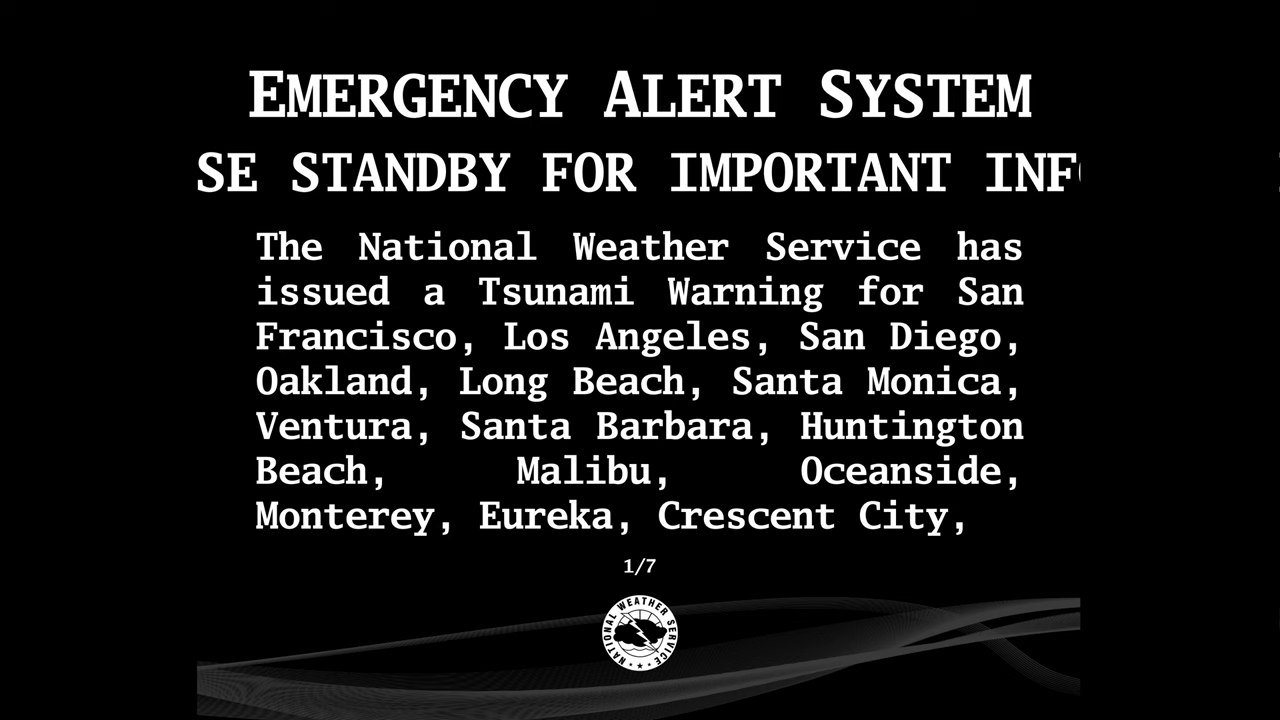 EMERGENCY ALERT SYSTEM
SE STANDBY FOR IMPORTANT INF
The National Weather Service has
issued a Tsunami Warning for San
Francisco, Los Angeles, San Diego,
Oakland, Long Beach, Santa Monica,
Ventura, Santa Barbara, Huntington
Beach, Malibu, Oceanside,
Monterey, Eureka, Crescent City,
1/7
NATIONAL WEATHER SERVICE